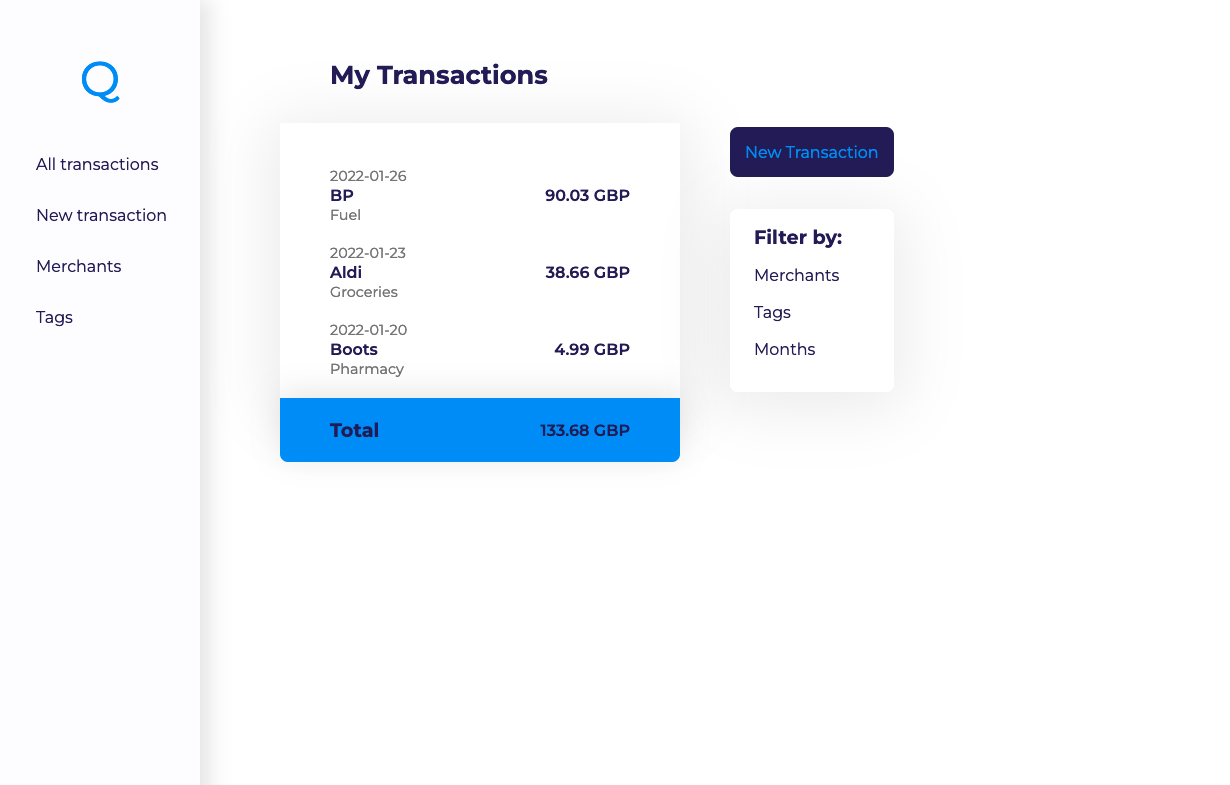 Q
All transactions
New transaction
Merchants
Tags
My Transactions
2022-01-26
BP 90.03 GBP
Fuel
2022-01-23
Aldi 38.66 GBP
Groceries
2022-01-20
Boots 4.99 GBP
Pharmacy
Total 133.68 GBP
New Transaction
Filter by:
Merchants
Tags
Months